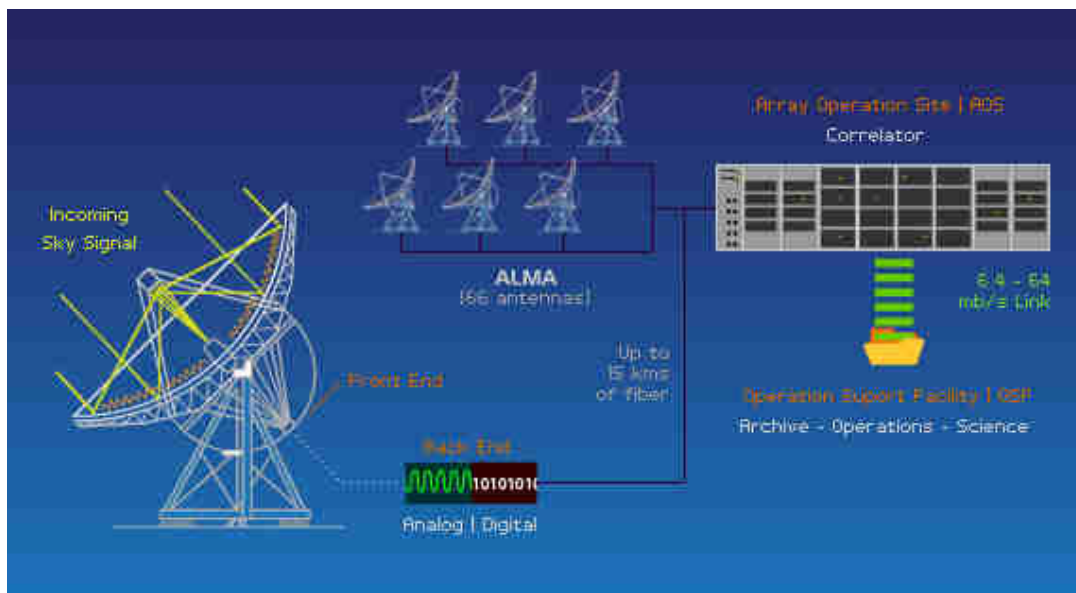 Incoming
Sky Signal
Front End
Back End
10101010
Analog | Digital
ALMA
(66 antennas)
Up to
15 kms
of fiber
Array Operation Site | AOS
Correlator
6.4 - 64
mb/s Link
Operation Suport Facility | OSF
Archive - Operations - Science